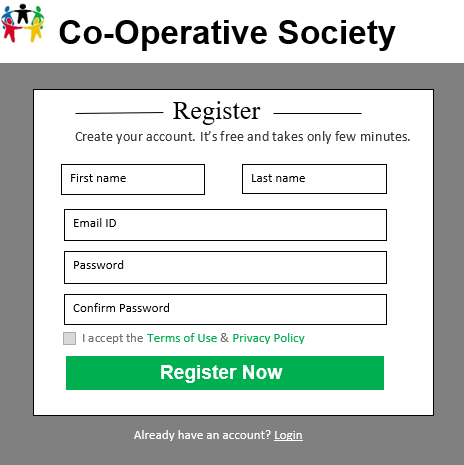 Co-Operative Society
Register
Create your account. It's free and takes only few minutes.
First name Last name
Email ID
Password
Confirm Password
I accept the Terms of Use & Privacy Policy
Register Now
Already have an account? Login